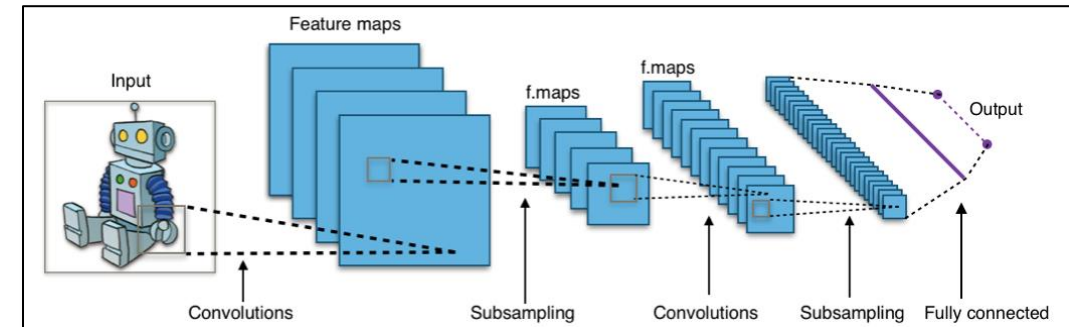 Feature maps
Input
f.maps
f.maps
Output
Convolutions
Subsampling
Convolutions
Subsampling
Fully connected